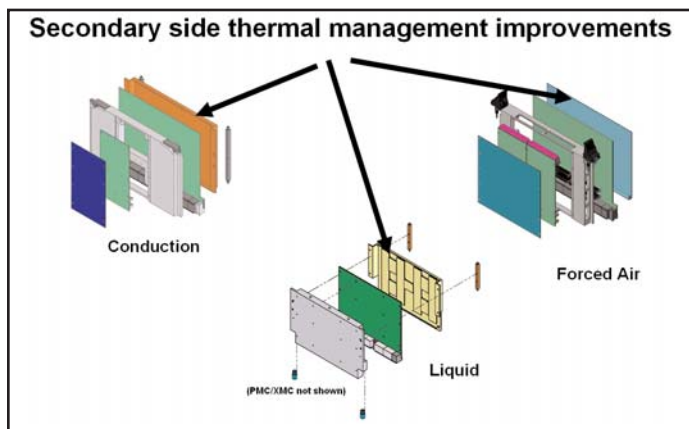 Secondary side thermal management improvements
Conduction
Forced Air
Liquid
(PMC/XMC not shown)